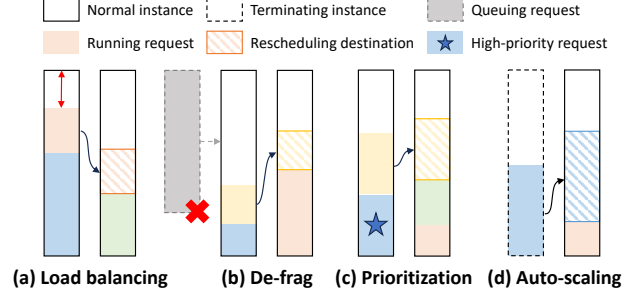 Normal instance Terminating instance Queuing request
Running request Rescheduling destination High-priority request
(a) Load balancing (b) De-frag (c) Prioritization (d) Auto-scaling